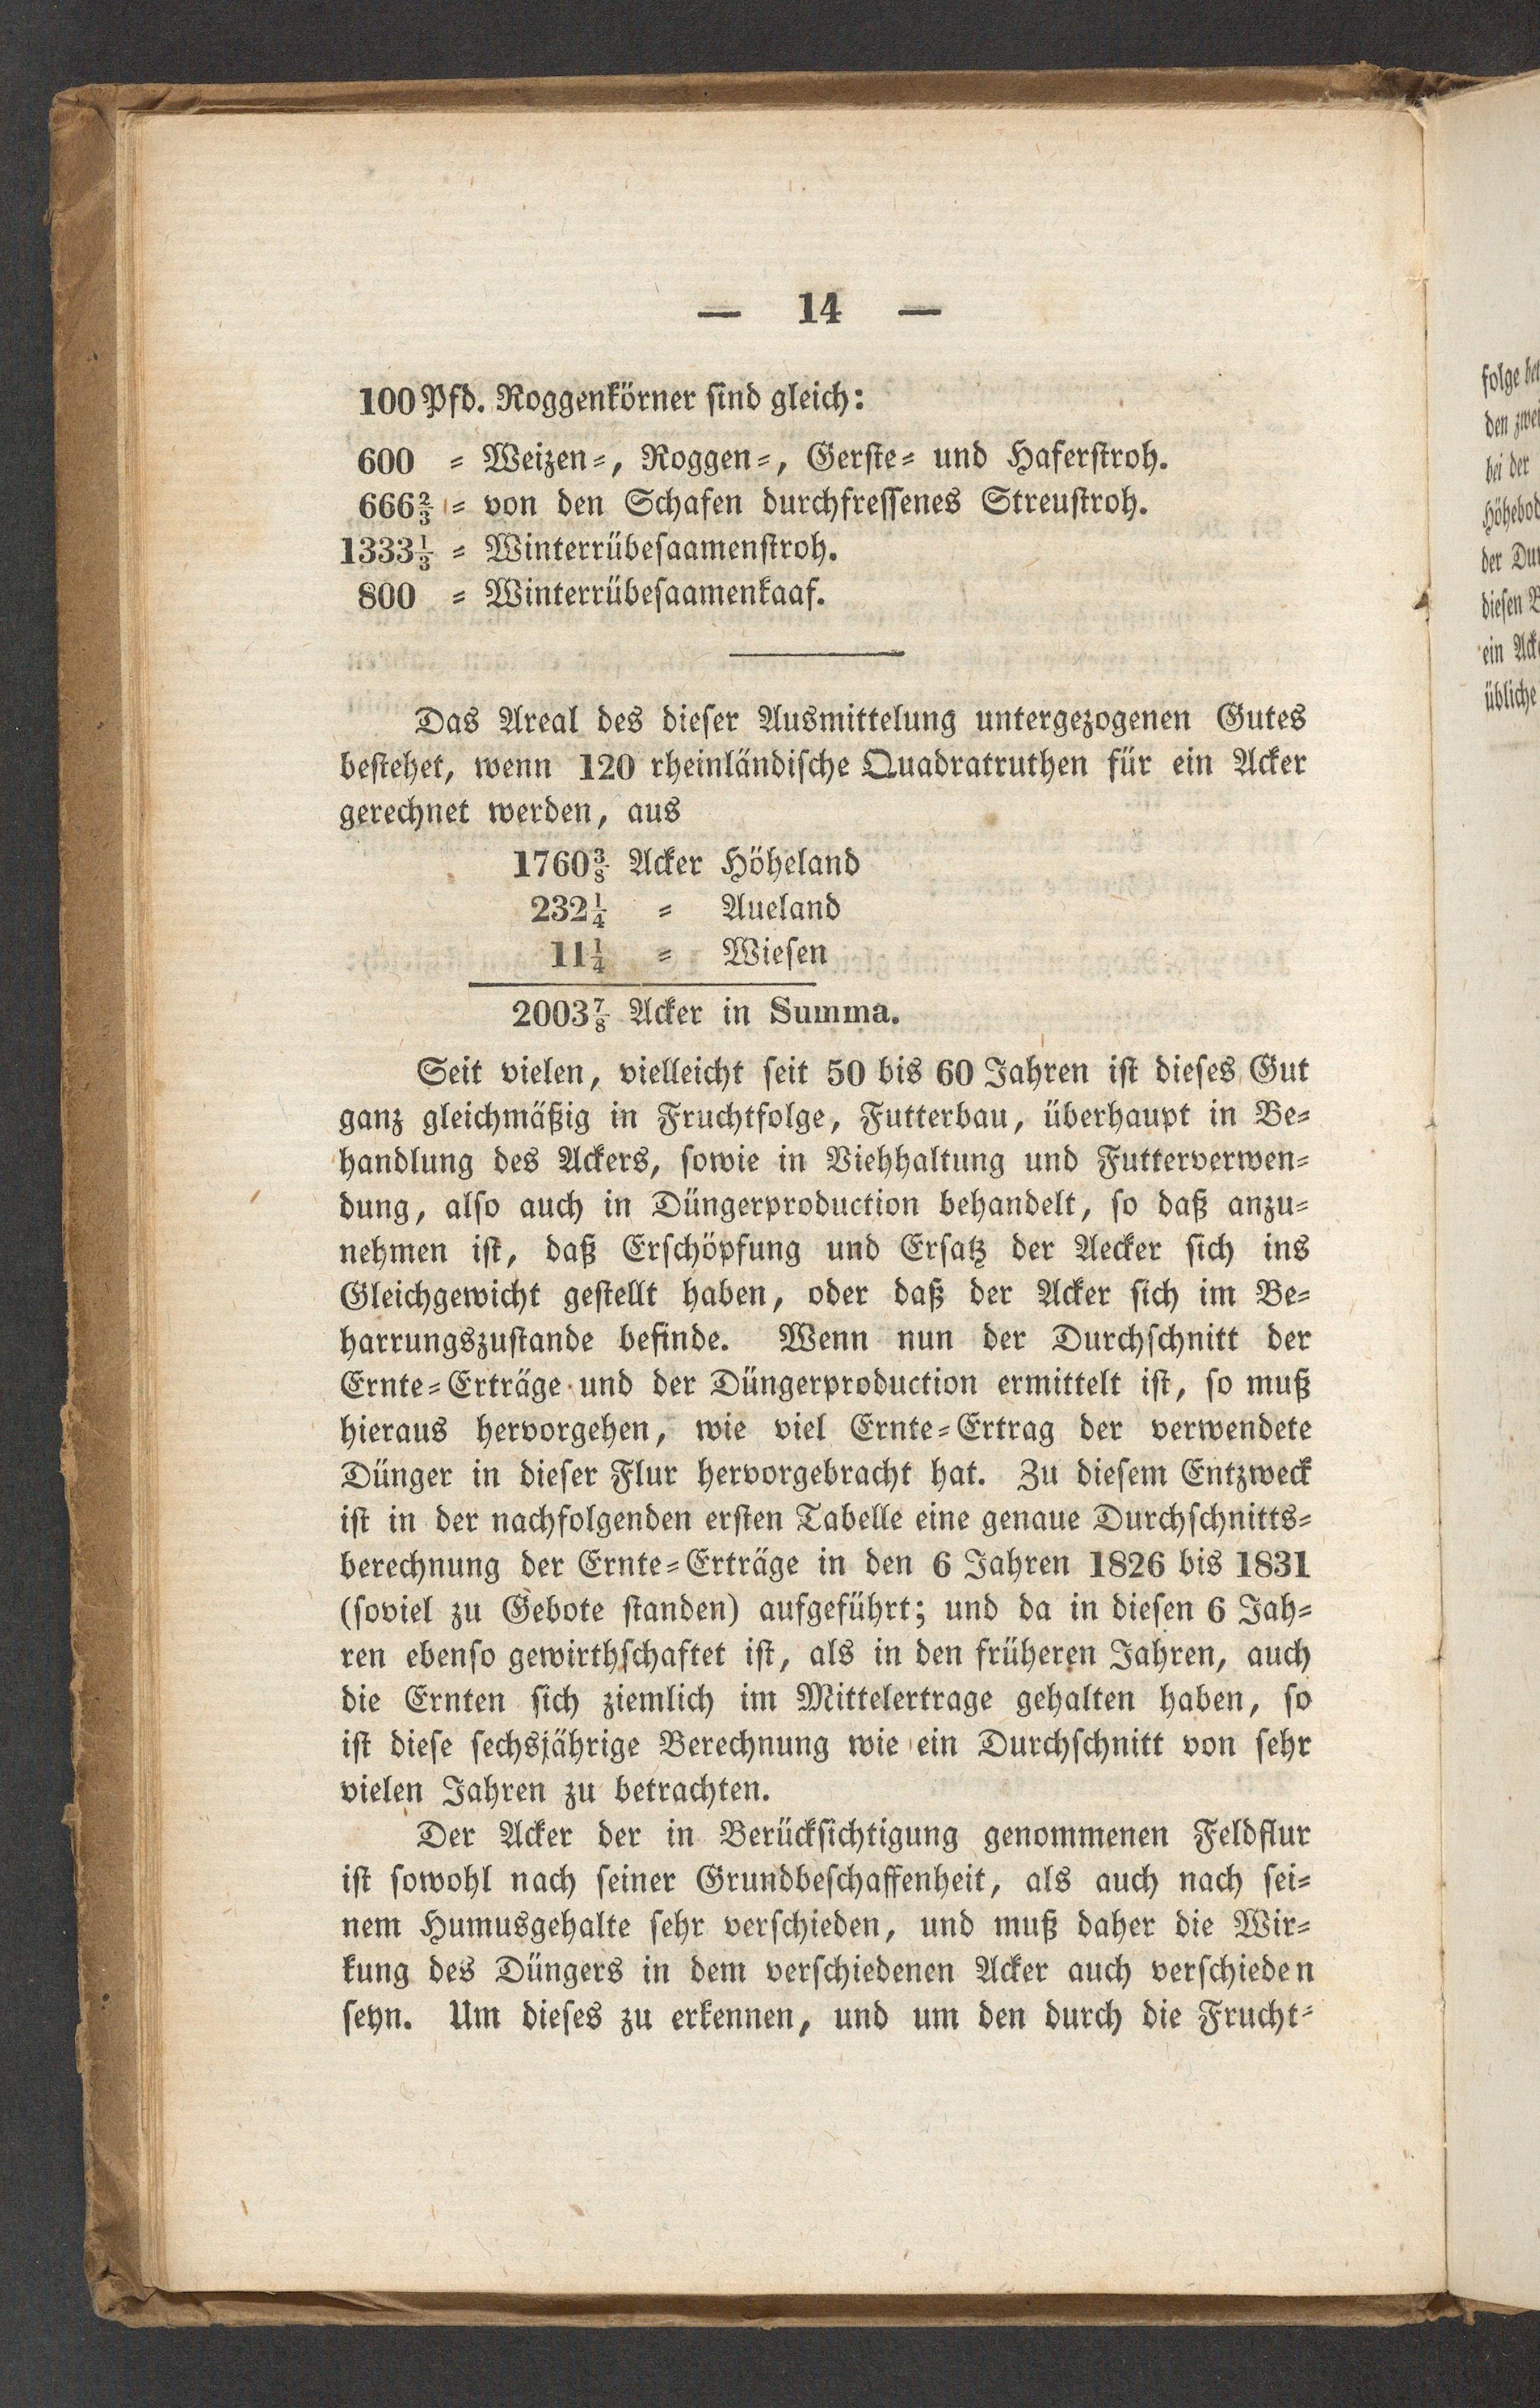 — 14 —
100 Pfd. Roggenkörner sind gleich:
600 = Weizen=, Roggen=, Gerste= und Haferstroh.
666⅔ = von den Schafen durchfressenes Streustroh.
1333⅓ = Winterrübesaamenstroh.
800 = Winterrübesaamenkaaf.
Das Areal des dieser Ausmittelung untergezogenen Gutes
bestehet, wenn 120 rheinländische Quadratruthen für ein Acker
gerechnet werden, aus
1760⅜ Acker Höheland
232¼ = Aueland
11¼ = Wiesen
2003⅞ Acker in Summa.
Seit vielen, vielleicht seit 50 bis 60 Jahren ist dieses Gut
ganz gleichmäßig in Fruchtfolge, Futterbau, überhaupt in Be=
handlung des Ackers, sowie in Viehhaltung und Futterverwen=
dung, also auch in Düngerproduction behandelt, so daß anzu=
nehmen ist, daß Erschöpfung und Ersatz der Aecker sich ins
Gleichgewicht gestellt haben, oder daß der Acker sich im Be=
harrungszustande befinde. Wenn nun der Durchschnitt der
Ernte=Erträge und der Düngerproduction ermittelt ist, so muß
hieraus hervorgehen, wie viel Ernte=Ertrag der verwendete
Dünger in dieser Flur hervorgebracht hat. Zu diesem Entzweck
ist in der nachfolgenden ersten Tabelle eine genaue Durchschnitts=
berechnung der Ernte=Erträge in den 6 Jahren 1826 bis 1831
(soviel zu Gebote standen) aufgeführt; und da in diesen 6 Jah=
ren ebenso gewirthschaftet ist, als in den früheren Jahren, auch
die Ernten sich ziemlich im Mittelertrage gehalten haben, so
ist diese sechsjährige Berechnung wie ein Durchschnitt von sehr
vielen Jahren zu betrachten.
Der Acker der in Berücksichtigung genommenen Feldflur
ist sowohl nach seiner Grundbeschaffenheit, als auch nach sei=
nem Humusgehalte sehr verschieden, und muß daher die Wir=
kung des Düngers in dem verschiedenen Acker auch verschieden
seyn. Um dieses zu erkennen, und um den durch die Frucht=
folge
den
bei der
der
diesen
ein
übliche